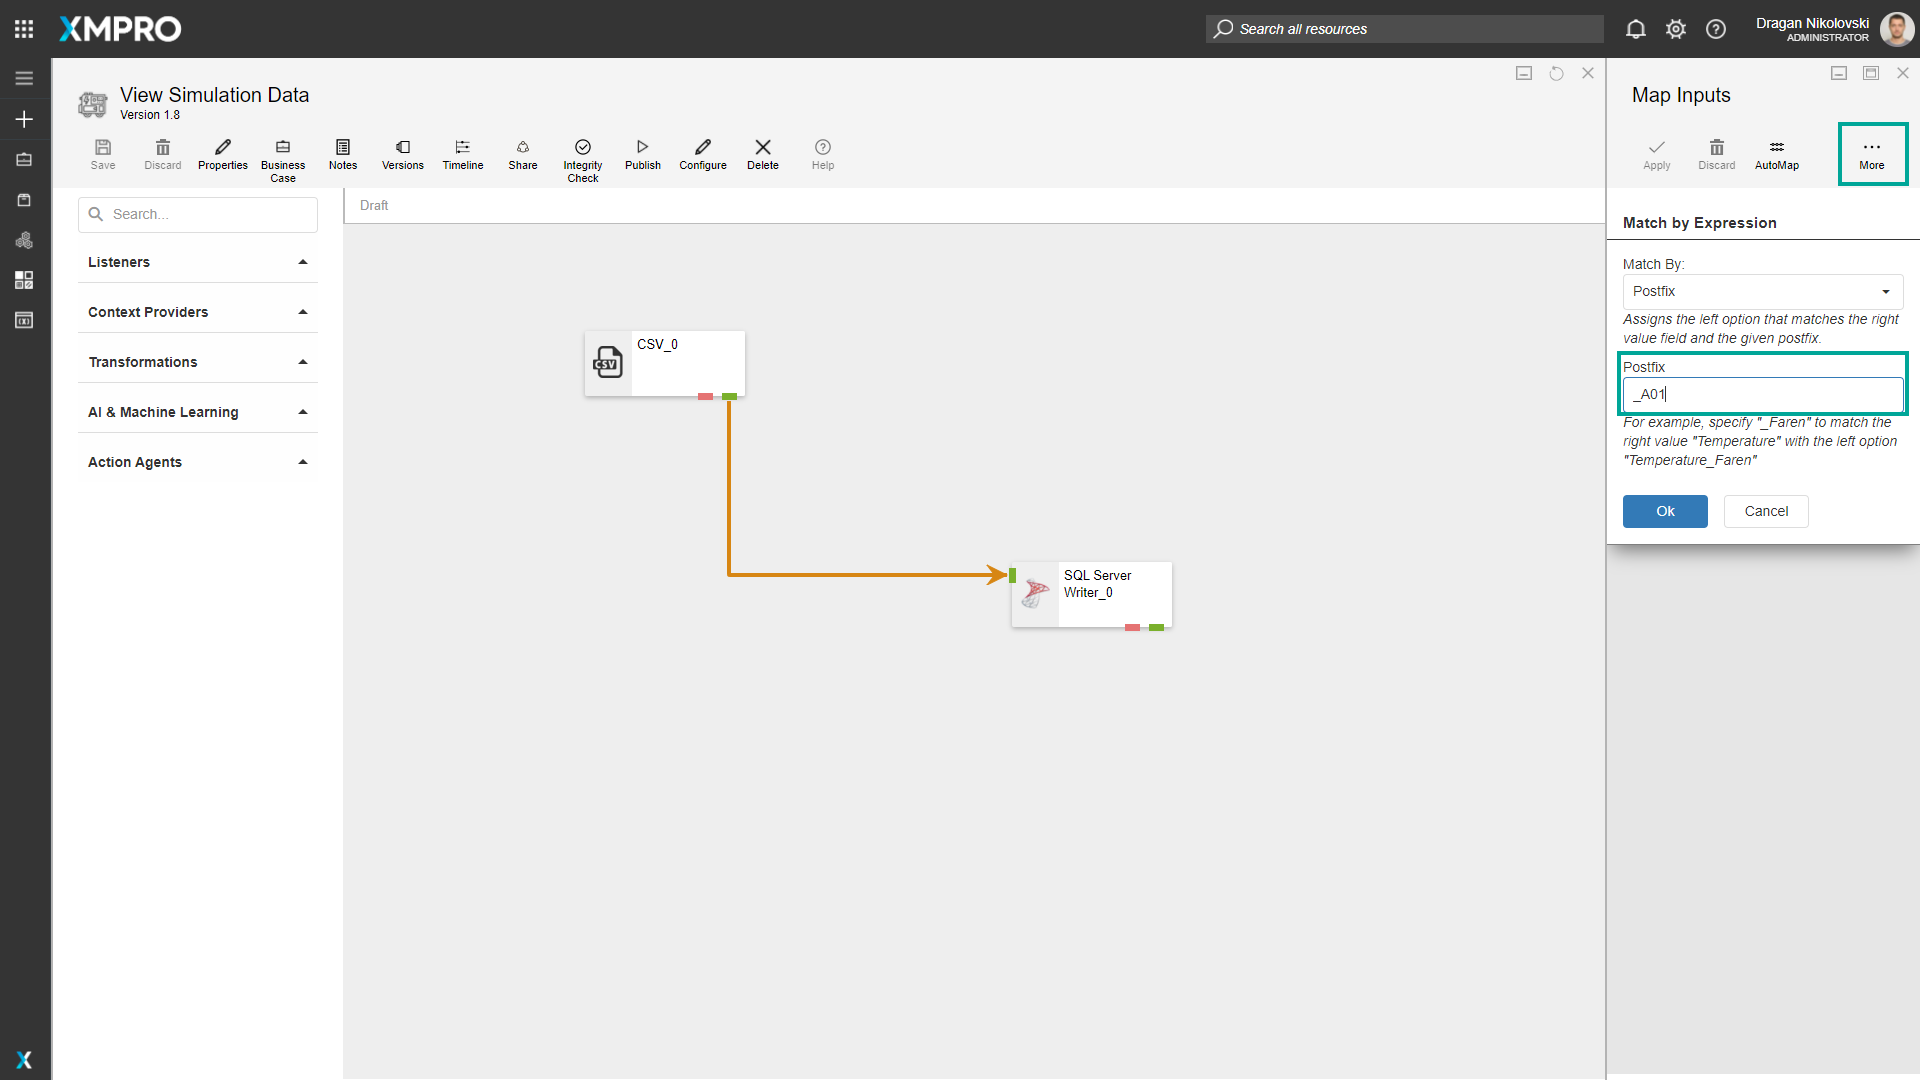 XMPRO
Search all resources
Dragan Nikolovski
ADMINISTRATOR
View Simulation Data
Version 1.8
Save
Discard
Properties
Business
Case
Notes
Versions
Timeline
Share
Integrity
Check
Publish
Configure
Delete
Help
Search...
Listeners
Context Providers
Transformations
AI & Machine Learning
Action Agents
Draft
CSV_0
CSV
SQL Server
Writer_0
Map Inputs
Apply
Discard
AutoMap
More
Match by Expression
Match By:
Postfix
Assigns the left option that matches the right
value field and the given postfix.
Postfix
_A01
For example, specify "_Faren" to match the
right value "Temperature" with the left option
"Temperature_Faren"
Ok
Cancel